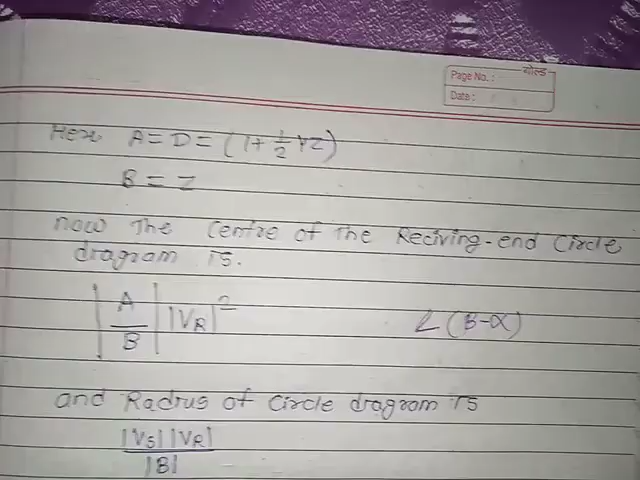 गोल्ड
Page No. :
Date :
Here A = D = (1 + 1/2 YZ)
B = Z
now The Centre of The Reciving-end Circle
diagram is.
|A/B| |VR|² ∠(β-α)
and Radius of Circle diagram is
|VS| |VR| / |B|